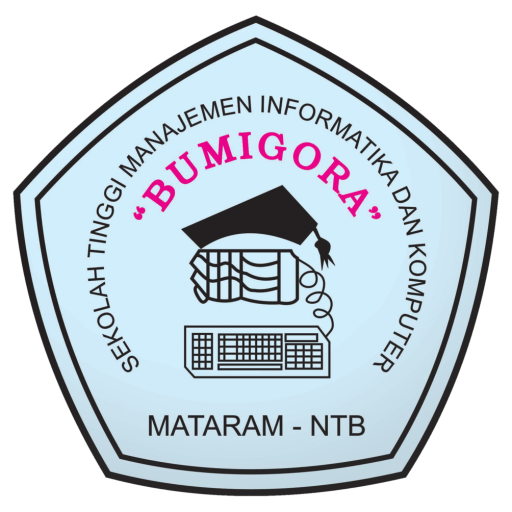 SEKOLAH TINGGI MANAJEMEN INFORMATIKA DAN KOMPUTER
"BUMIGORA"
MATARAM - NTB